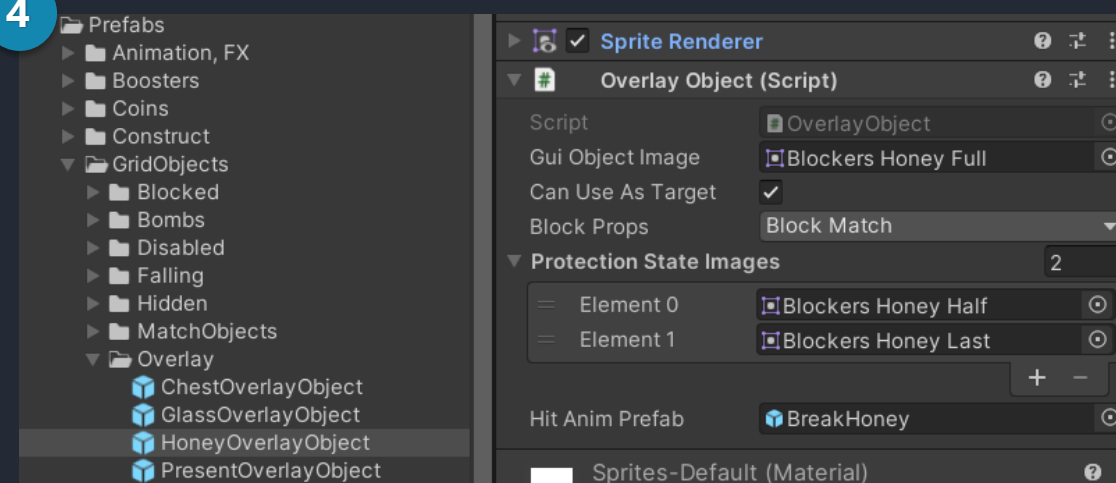 4
Prefabs
Animation, FX
Boosters
Coins
Construct
GridObjects
Blocked
Bombs
Disabled
Falling
Hidden
MatchObjects
Overlay
ChestOverlayObject
GlassOverlayObject
HoneyOverlayObject
PresentOverlayObject
Sprite Renderer
# Overlay Object (Script)
Script # OverlayObject
Gui Object Image Blockers Honey Full
Can Use As Target
Block Props Block Match
Protection State Images 2
Element 0 Blockers Honey Half
Element 1 Blockers Honey Last
+ −
Hit Anim Prefab BreakHoney
Sprites-Default (Material)